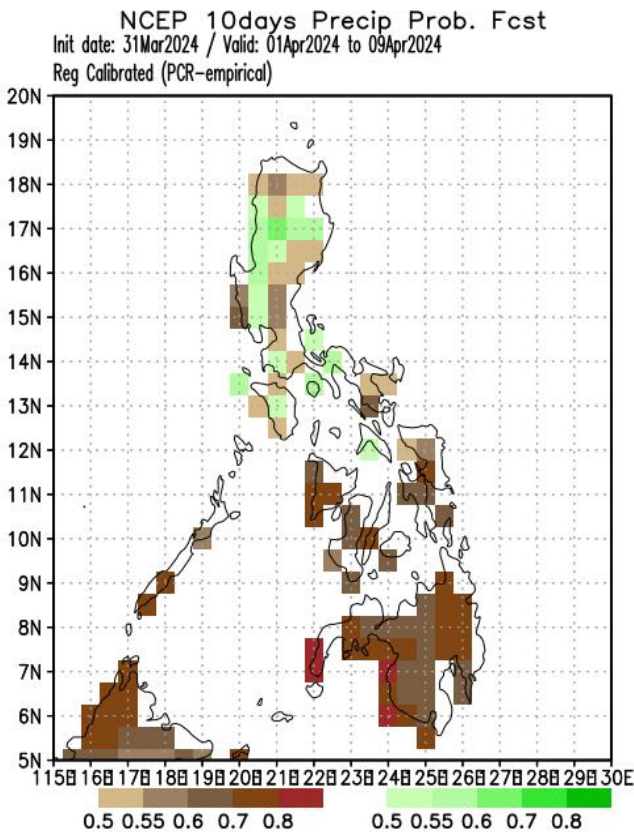 NCEP 10days Precip Prob. Fcst
Init date: 31Mar2024 / Valid: 01Apr2024 to 09Apr2024
Reg Calibrated (PCR-empirical)
20N
19N
18N
17N
16N
15N
14N
13N
12N
11N
10N
9N
8N
7N
6N
5N
115E 116E 117E 118E 119E 120E 121E 122E 123E 124E 125E 126E 127E 128E 129E 130E
0.5 0.55 0.6 0.7 0.8 0.5 0.55 0.6 0.7 0.8